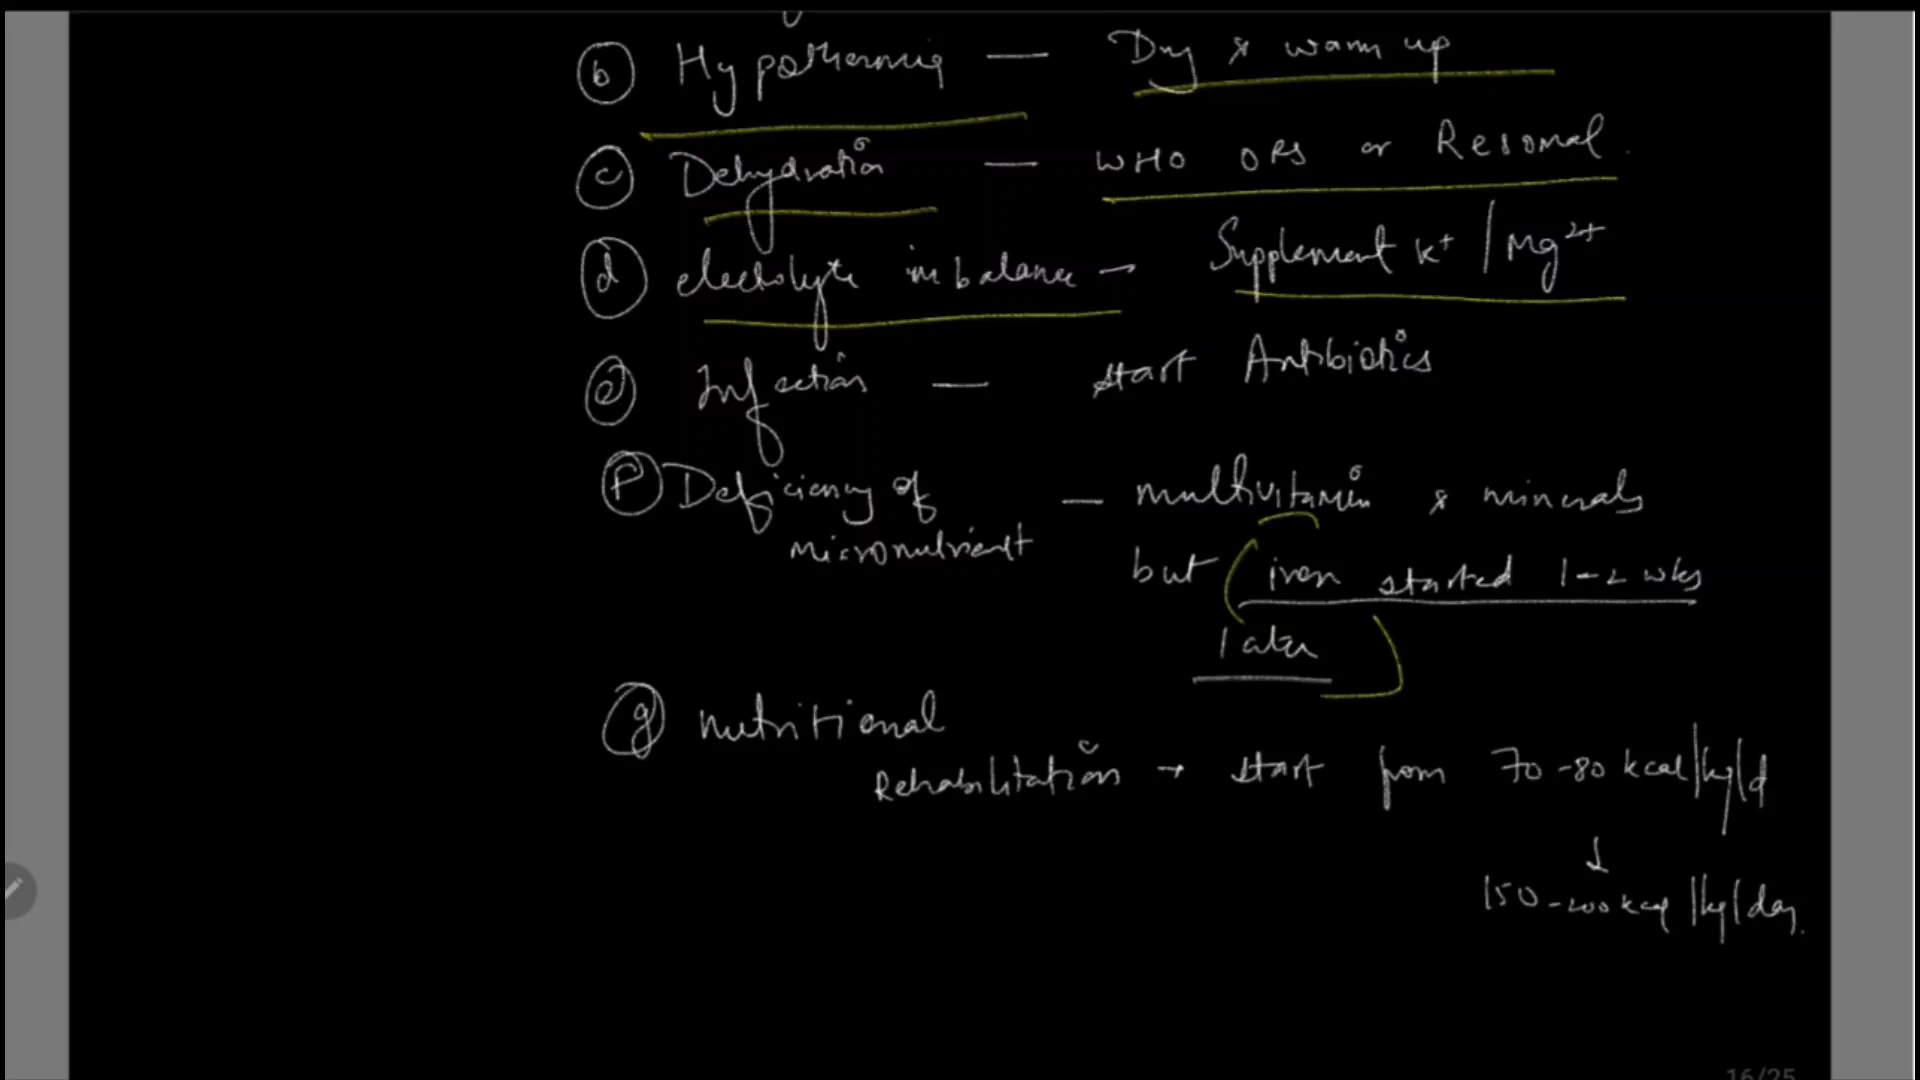 b Hypothermia — Dry & warm up
c Dehydration — WHO ORS or Resomal.
d electrolyte imbalance → Supplement K+ / Mg2+
e Infection — start Antibiotics
f Deficiency of — multivitamin & minerals
micronutrient
but (iron started 1-2 wks
later)
g Nutritional
Rehabilitation → start from 70-80 kcal/kg/d
↓
150-200 kcal/kg/day.
16/25